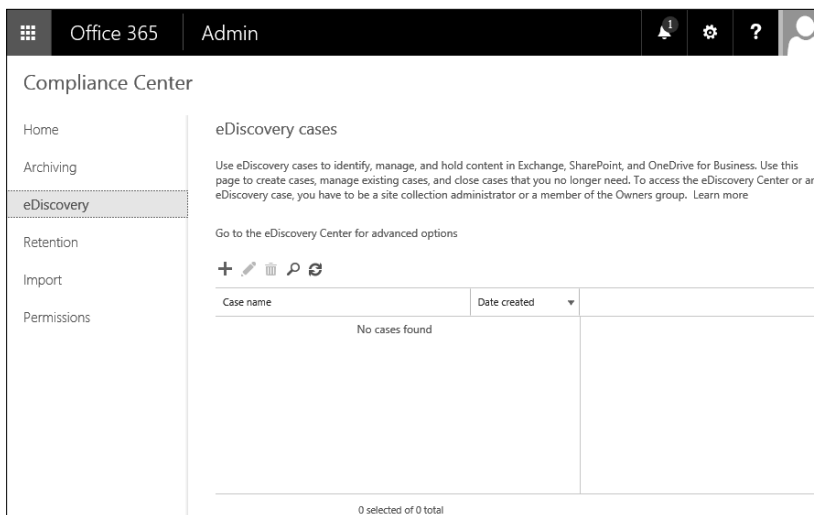 Office 365 Admin 1 ?
Compliance Center
Home
Archiving
eDiscovery
Retention
Import
Permissions
eDiscovery cases
Use eDiscovery cases to identify, manage, and hold content in Exchange, SharePoint, and OneDrive for Business. Use this
page to create cases, manage existing cases, and close cases that you no longer need. To access the eDiscovery Center or an
eDiscovery case, you have to be a site collection administrator or a member of the Owners group. Learn more
Go to the eDiscovery Center for advanced options
Case name Date created
No cases found
0 selected of 0 total